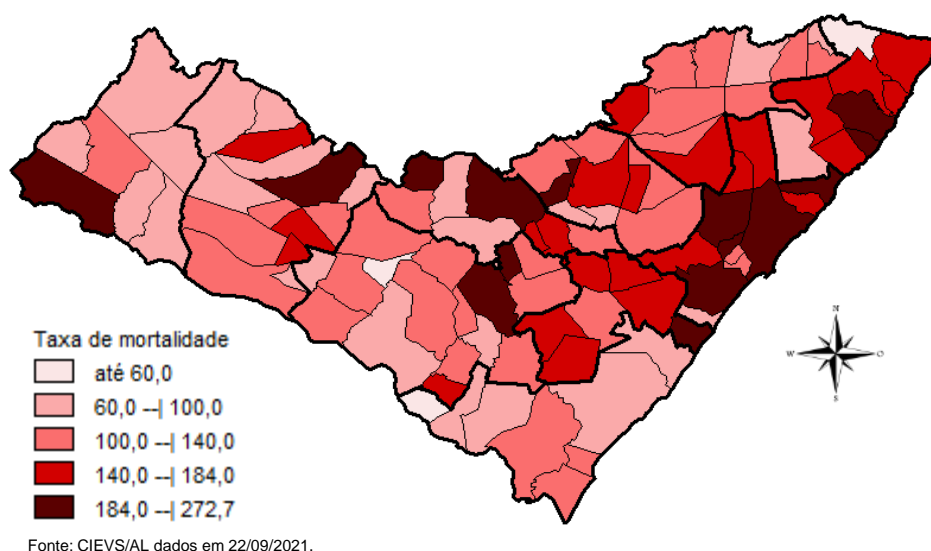 N
W
O
S
Taxa de mortalidade
até 60,0
60,0 --| 100,0
100,0 --| 140,0
140,0 --| 184,0
184,0 --| 272,7
Fonte: CIEVS/AL dados em 22/09/2021.